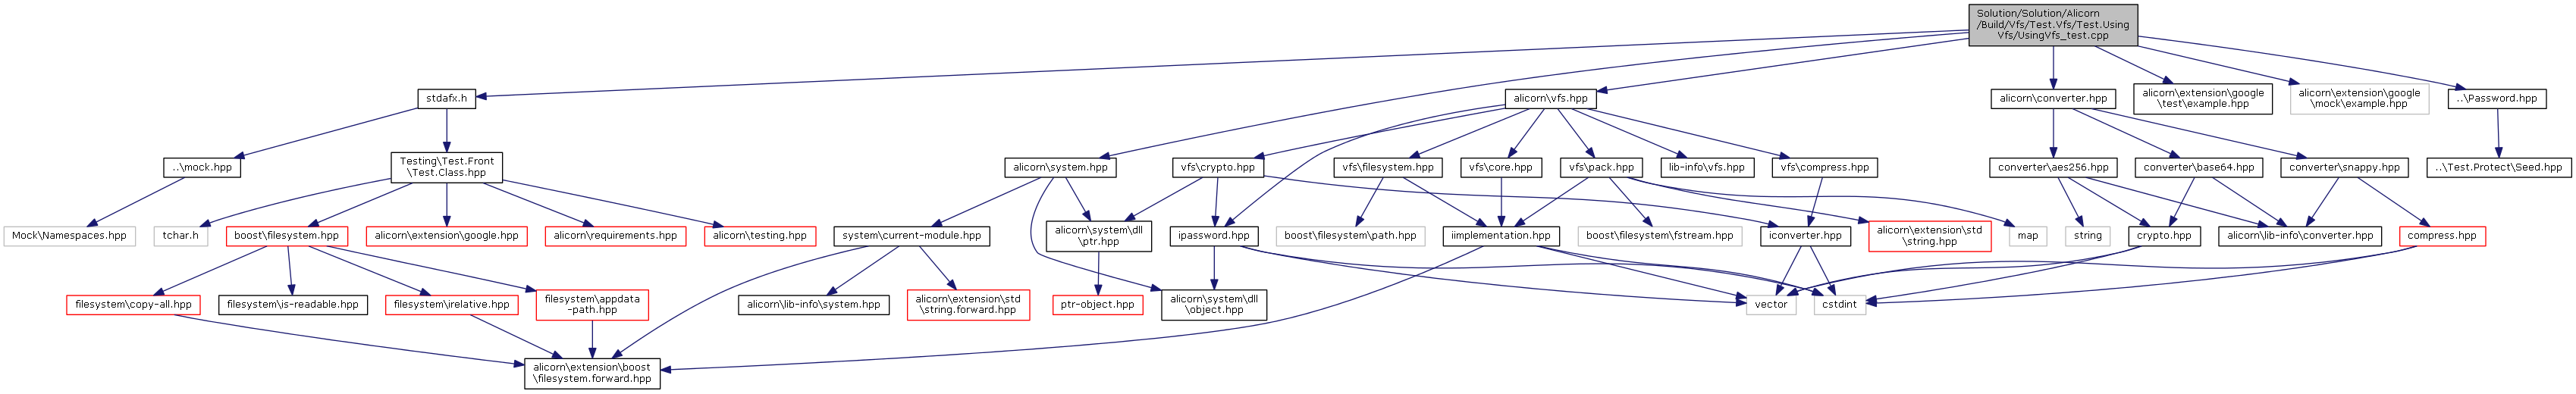 Solution/Solution/Alicorn
/Build/Vfs/Test.Vfs/Test.Using
Vfs/UsingVfs_test.cpp
stdafx.h
alicorn\vfs.hpp
alicorn\converter.hpp
alicorn\extension\google
\test\example.hpp
alicorn\extension\google
\mock\example.hpp
..\Password.hpp
..\mock.hpp
Testing\Test.Front
\Test.Class.hpp
alicorn\system.hpp
vfs\crypto.hpp
vfs\filesystem.hpp
vfs\core.hpp
vfs\pack.hpp
lib-info\vfs.hpp
vfs\compress.hpp
converter\aes256.hpp
converter\base64.hpp
converter\snappy.hpp
..\Test.Protect\Seed.hpp
Mock\Namespaces.hpp
tchar.h
boost\filesystem.hpp
alicorn\extension\google.hpp
alicorn\requirements.hpp
alicorn\testing.hpp
system\current-module.hpp
alicorn\system\dll
\ptr.hpp
ipassword.hpp
boost\filesystem\path.hpp
iimplementation.hpp
boost\filesystem\fstream.hpp
iconverter.hpp
alicorn\extension\std
\string.hpp
map
string
crypto.hpp
alicorn\lib-info\converter.hpp
compress.hpp
filesystem\copy-all.hpp
filesystem\is-readable.hpp
filesystem\irelative.hpp
filesystem\appdata
-path.hpp
alicorn\lib-info\system.hpp
alicorn\extension\std
\string.forward.hpp
ptr-object.hpp
alicorn\system\dll
\object.hpp
vector
cstdint
alicorn\extension\boost
\filesystem.forward.hpp